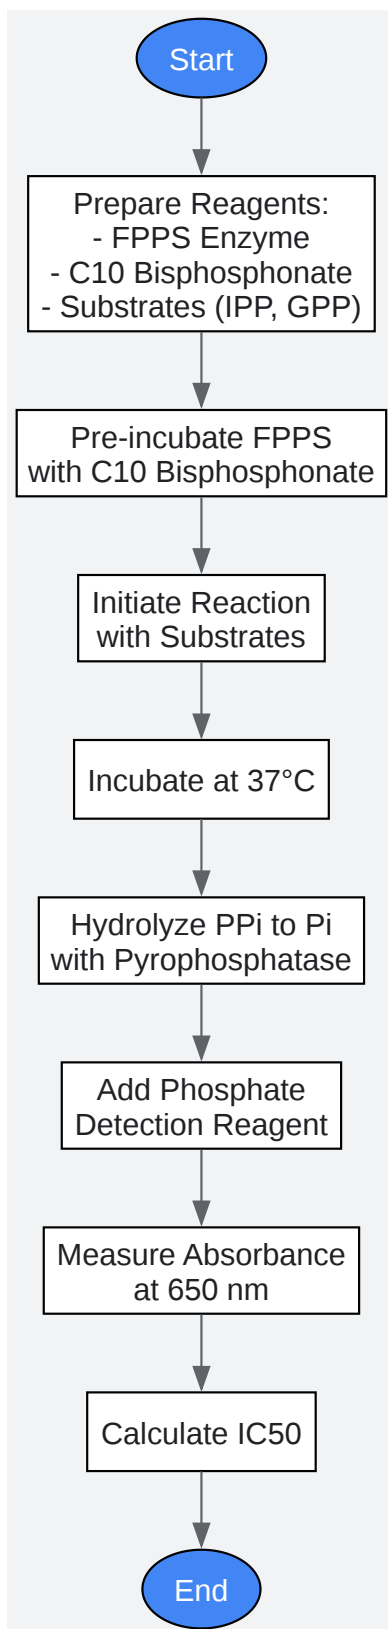 Start
Prepare Reagents:
- FPPS Enzyme
- C10 Bisphosphonate
- Substrates (IPP, GPP)
Pre-incubate FPPS
with C10 Bisphosphonate
Initiate Reaction
with Substrates
Incubate at 37°C
Hydrolyze PPi to Pi
with Pyrophosphatase
Add Phosphate
Detection Reagent
Measure Absorbance
at 650 nm
Calculate IC50
End